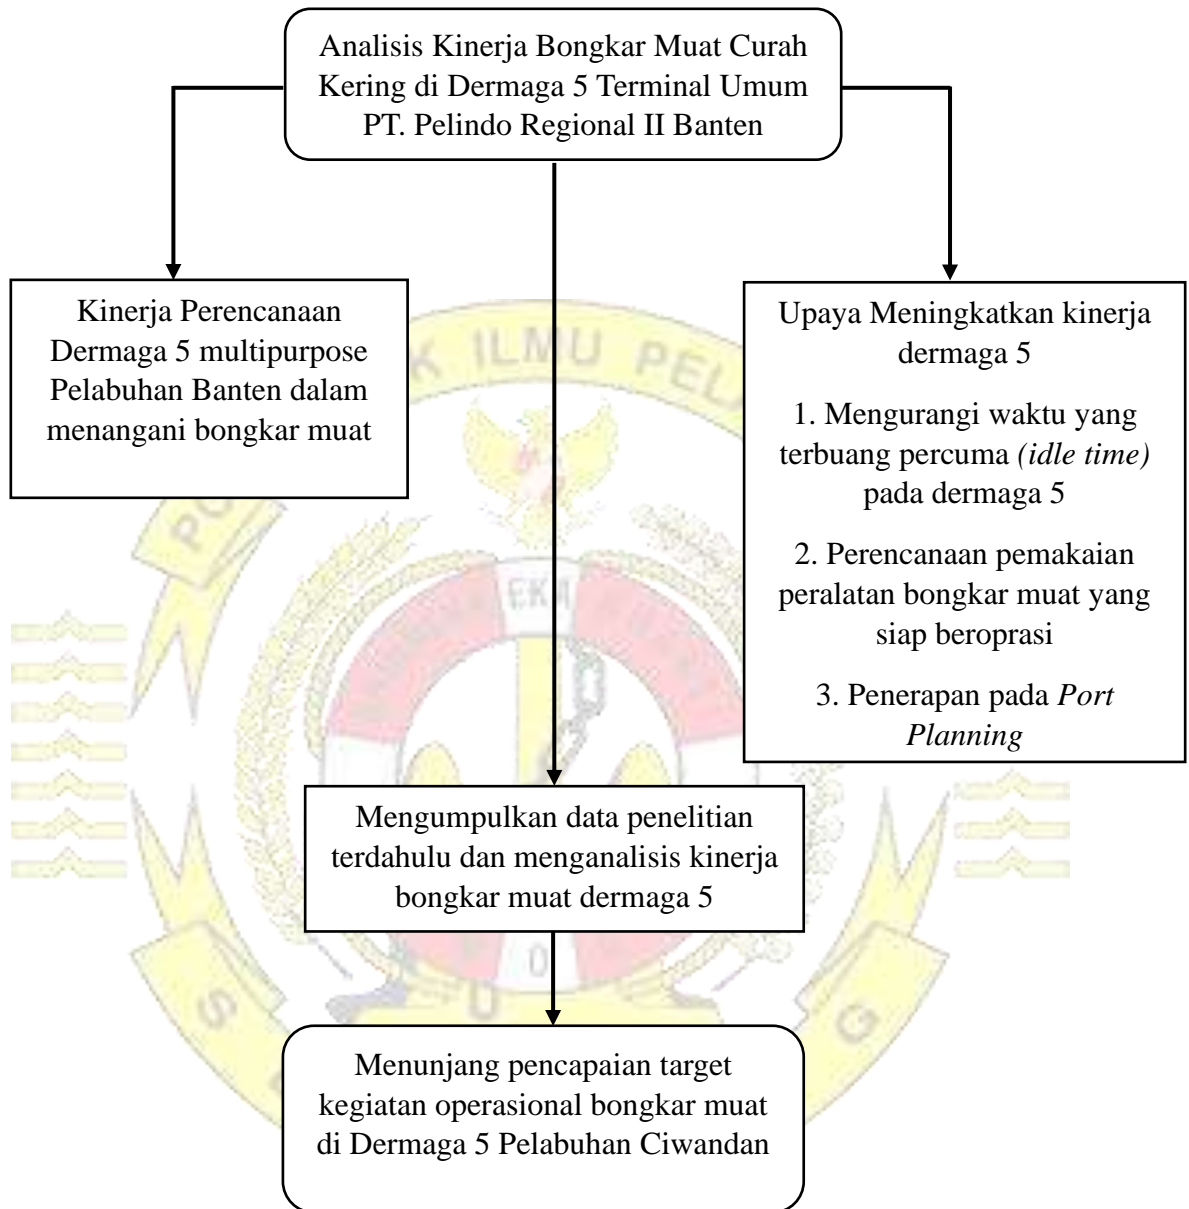 Analisis Kinerja Bongkar Muat Curah
Kering di Dermaga 5 Terminal Umum
PT. Pelindo Regional II Banten
Kinerja Perencanaan
Dermaga 5 multipurpose
Pelabuhan Banten dalam
menangani bongkar muat
Upaya Meningkatkan kinerja
dermaga 5
1. Mengurangi waktu yang
terbuang percuma (idle time)
pada dermaga 5
2. Perencanaan pemakaian
peralatan bongkar muat yang
siap beroprasi
3. Penerapan pada Port
Planning
K ILMU PEL
PO
EKA
Mengumpulkan data penelitian
terdahulu dan menganalisis kinerja
bongkar muat dermaga 5
S
G
Menunjang pencapaian target
kegiatan operasional bongkar muat
di Dermaga 5 Pelabuhan Ciwandan